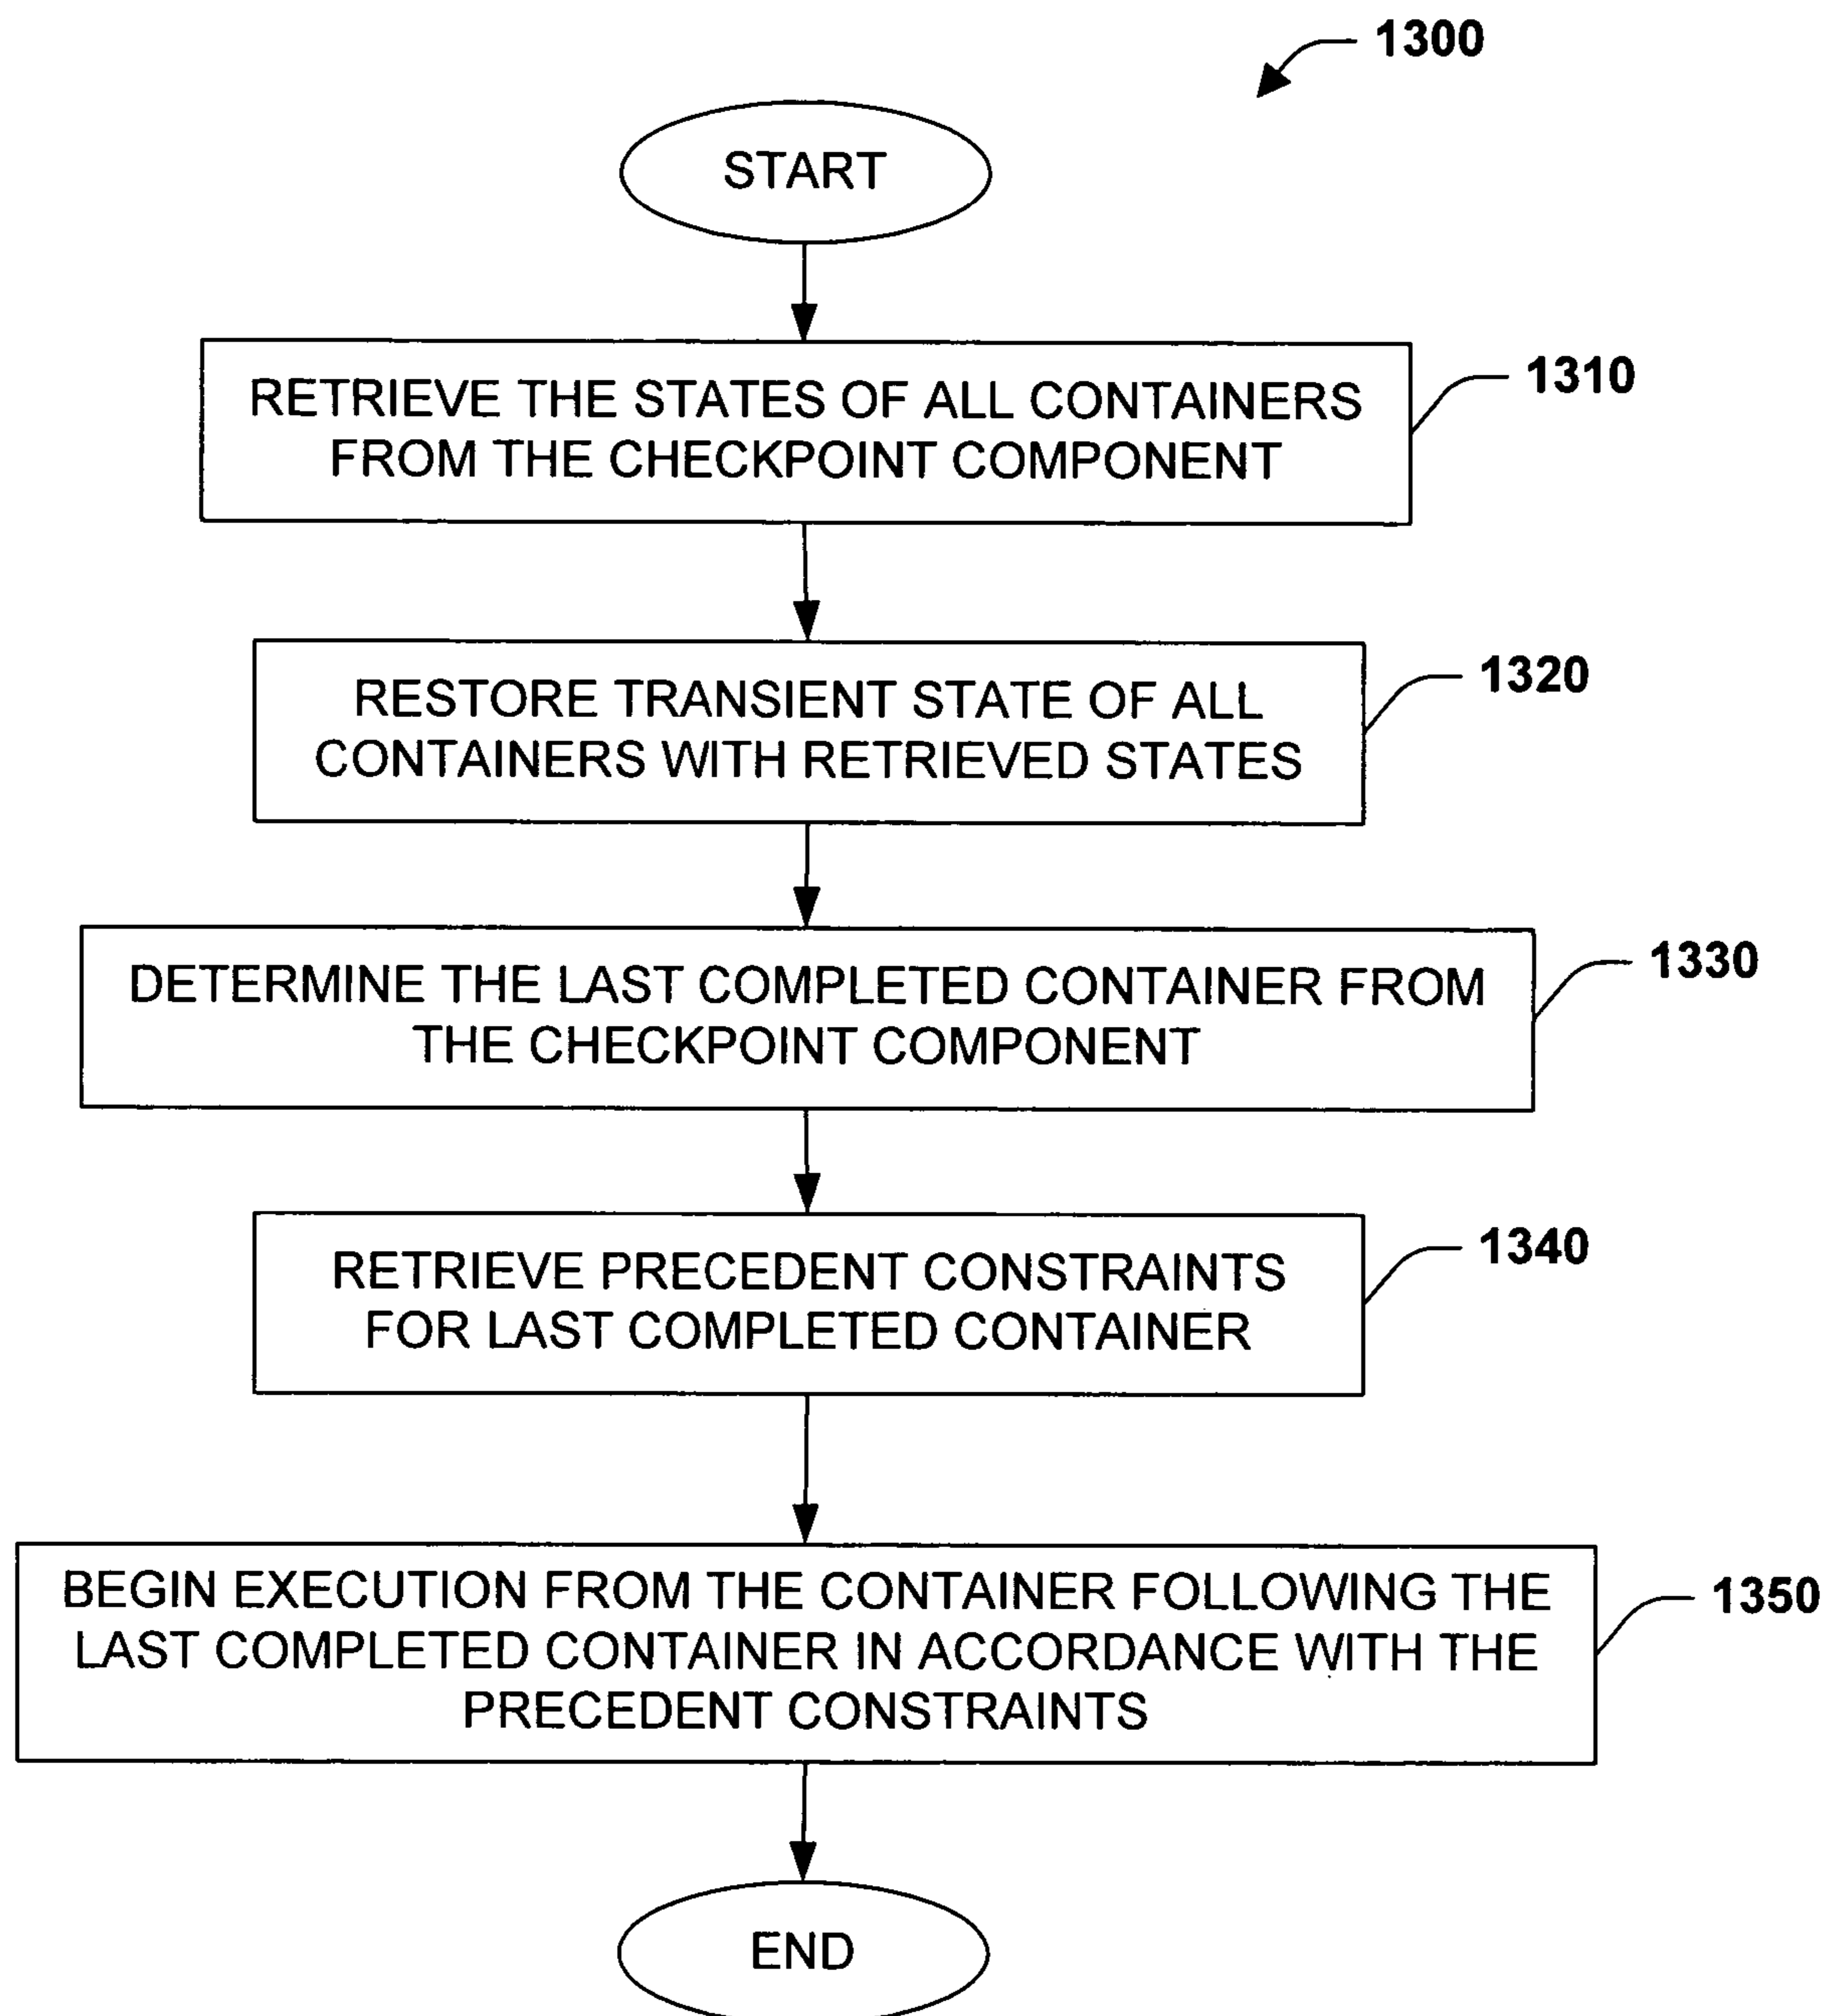 1300
START
RETRIEVE THE STATES OF ALL CONTAINERS
FROM THE CHECKPOINT COMPONENT
1310
RESTORE TRANSIENT STATE OF ALL
CONTAINERS WITH RETRIEVED STATES
1320
DETERMINE THE LAST COMPLETED CONTAINER FROM
THE CHECKPOINT COMPONENT
1330
RETRIEVE PRECEDENT CONSTRAINTS
FOR LAST COMPLETED CONTAINER
1340
BEGIN EXECUTION FROM THE CONTAINER FOLLOWING THE
LAST COMPLETED CONTAINER IN ACCORDANCE WITH THE
PRECEDENT CONSTRAINTS
1350
END